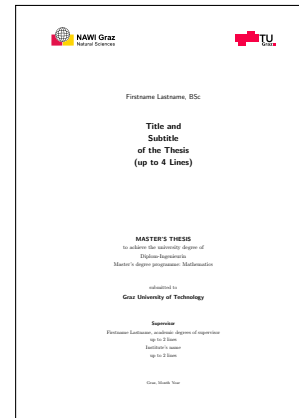 NAWI Graz
Natural Sciences
TU
Graz
Firstname Lastname, BSc
Title and
Subtitle
of the Thesis
(up to 4 Lines)
MASTER'S THESIS
to achieve the university degree of
Diplom-Ingenieurin
Master's degree programme: Mathematics
submitted to
Graz University of Technology
Supervisor
Firstname Lastname, academic degree of supervisor
up to 2 lines
Institute's name
up to 2 lines
Graz, Month Year